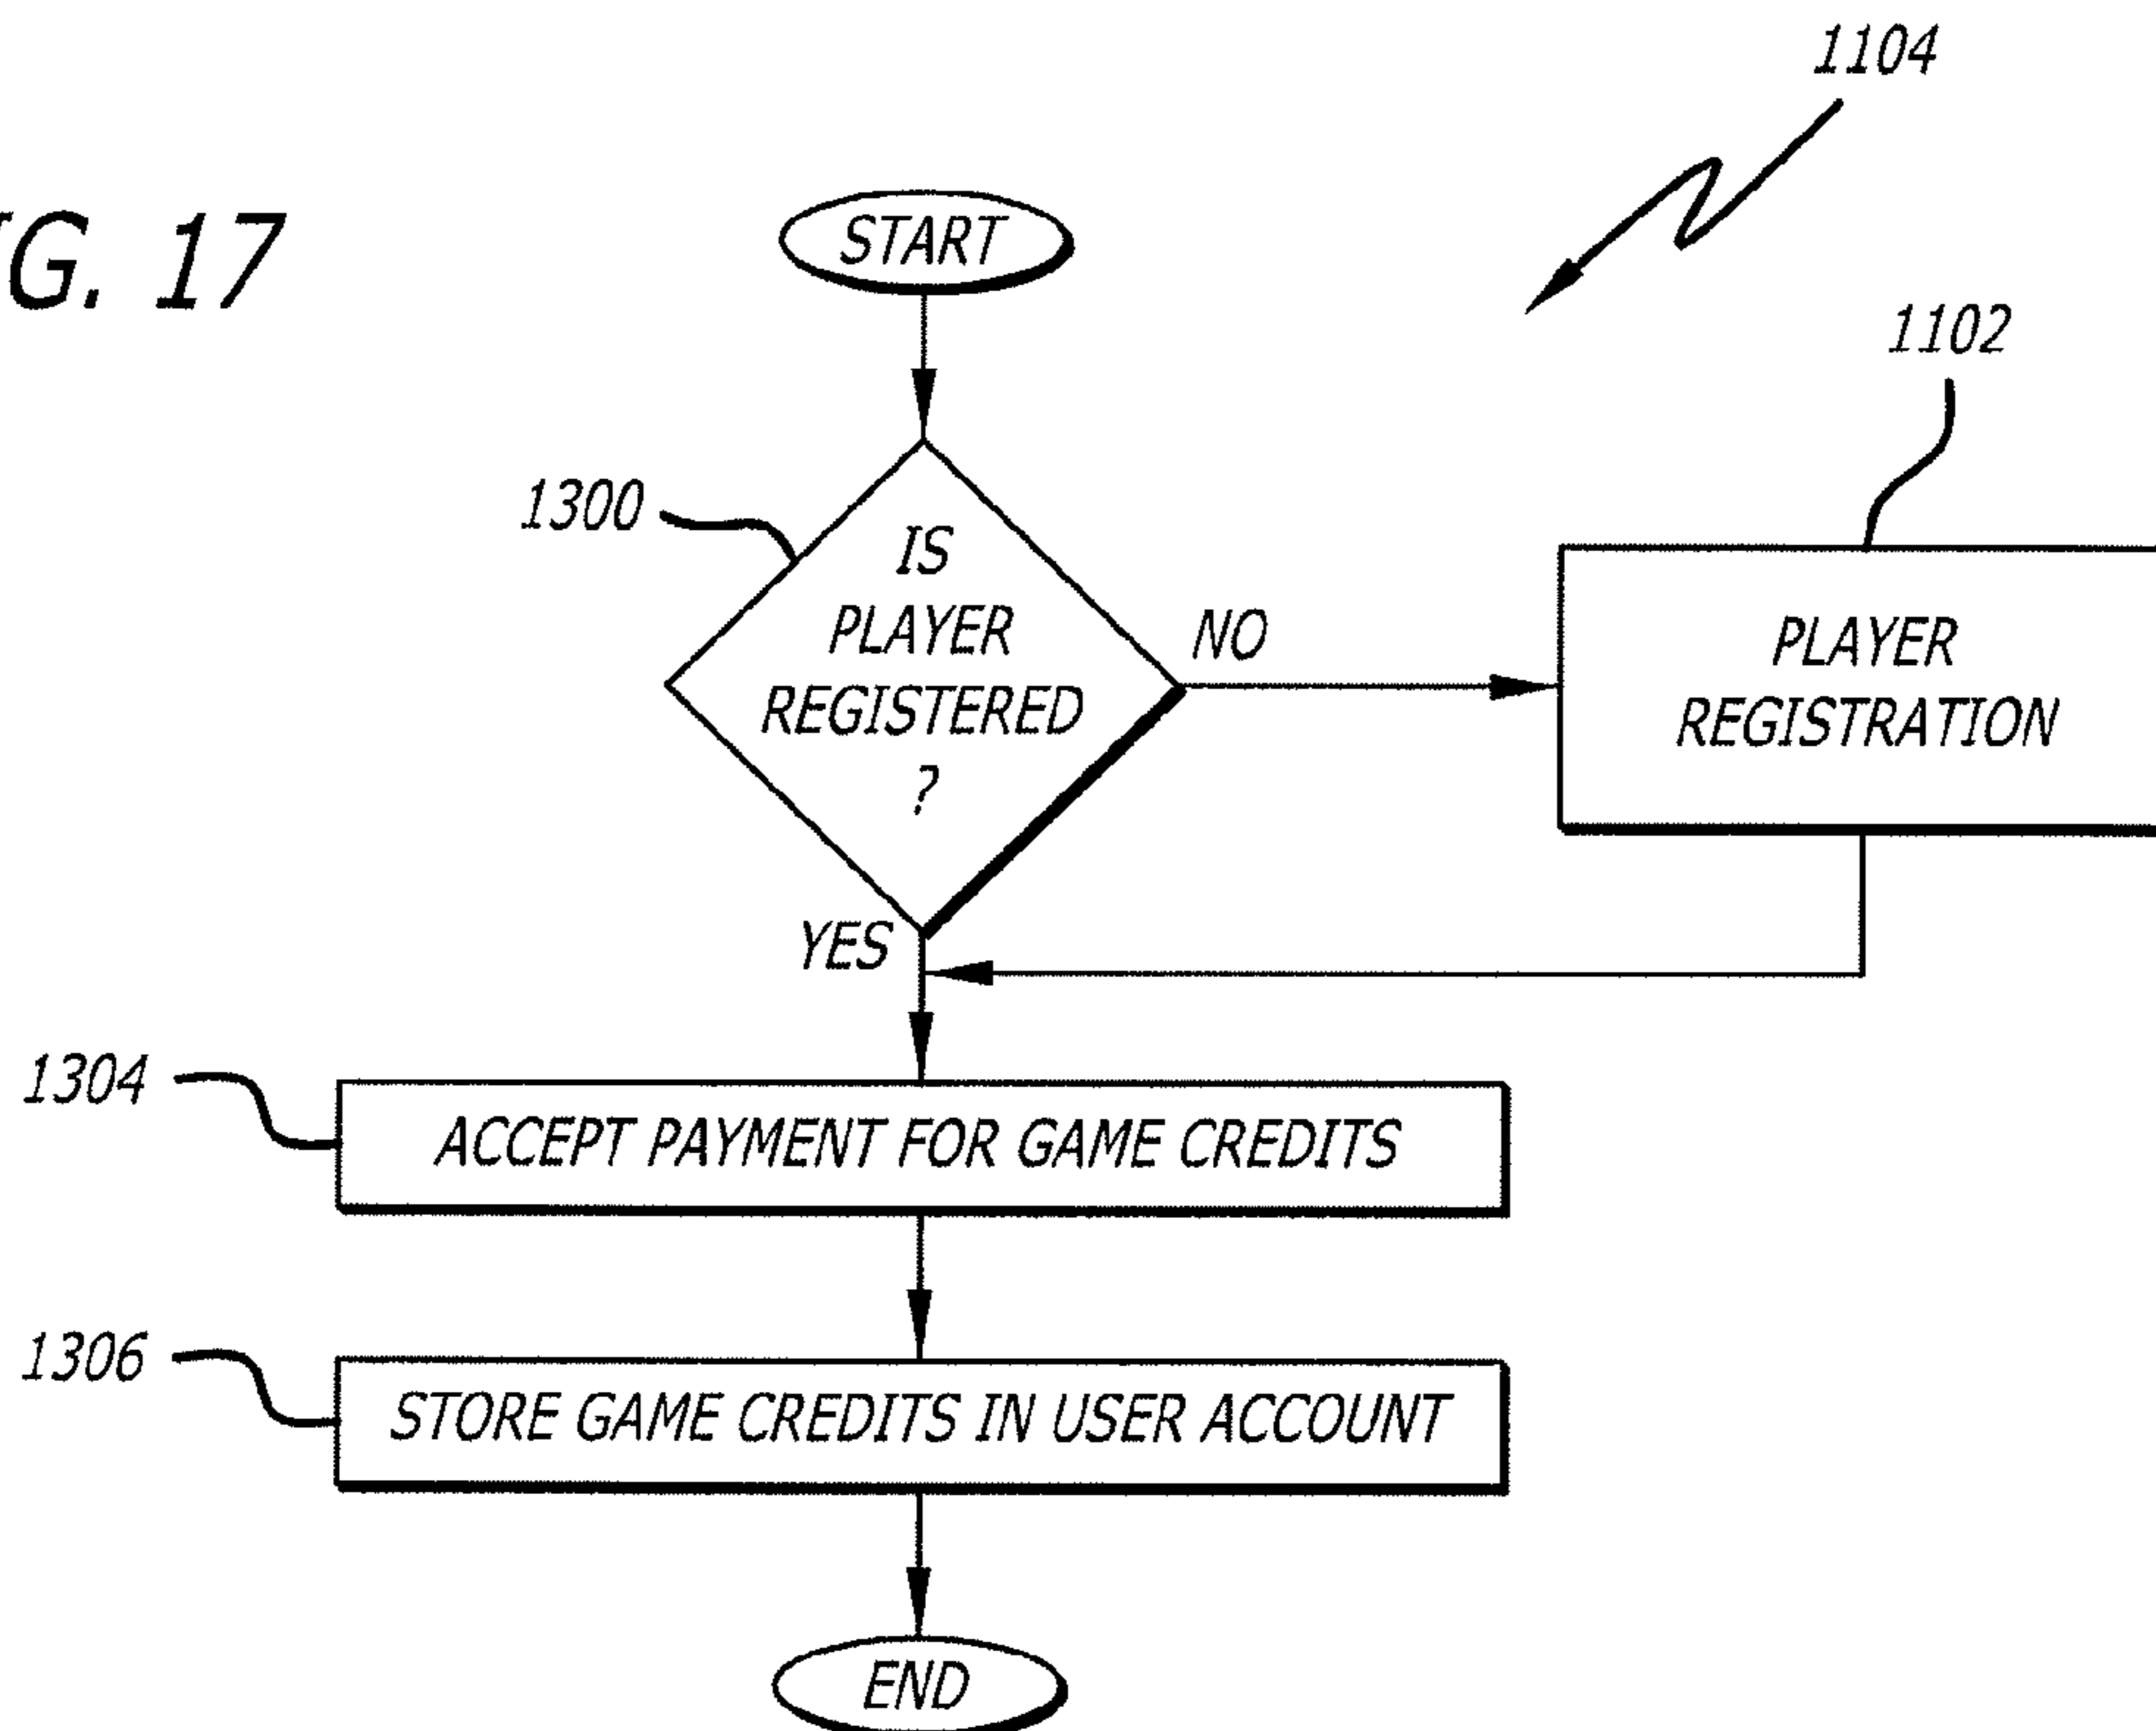 1104
G. 17
START
1102
1300
IS
PLAYER
REGISTERED
?
NO
PLAYER
REGISTRATION
YES
1304
ACCEPT PAYMENT FOR GAME CREDITS
1306
STORE GAME CREDITS IN USER ACCOUNT
END